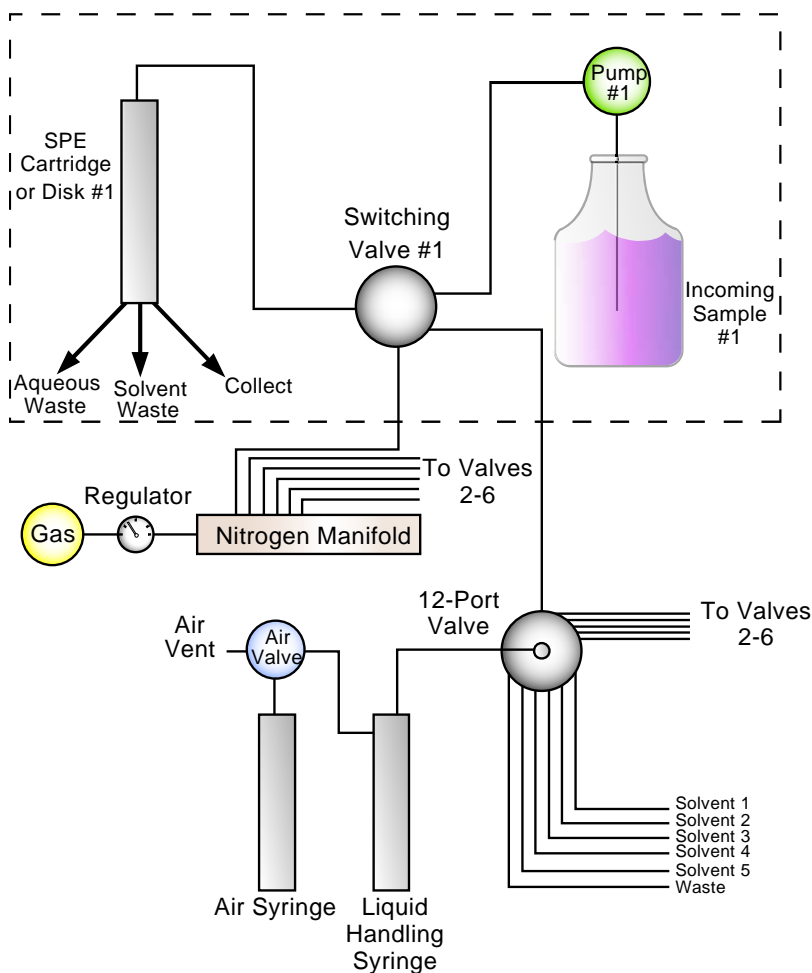 Pump
#1
SPE
Cartridge
or Disk #1
Switching
Valve #1
Incoming
Sample
#1
Aqueous
Waste
Solvent
Waste
Collect
To Valves
2-6
Regulator
Gas
Nitrogen Manifold
12-Port
Valve
To Valves
2-6
Air
Vent
Air
Valve
Solvent 1
Solvent 2
Solvent 3
Solvent 4
Solvent 5
Waste
Air Syringe
Liquid
Handling
Syringe